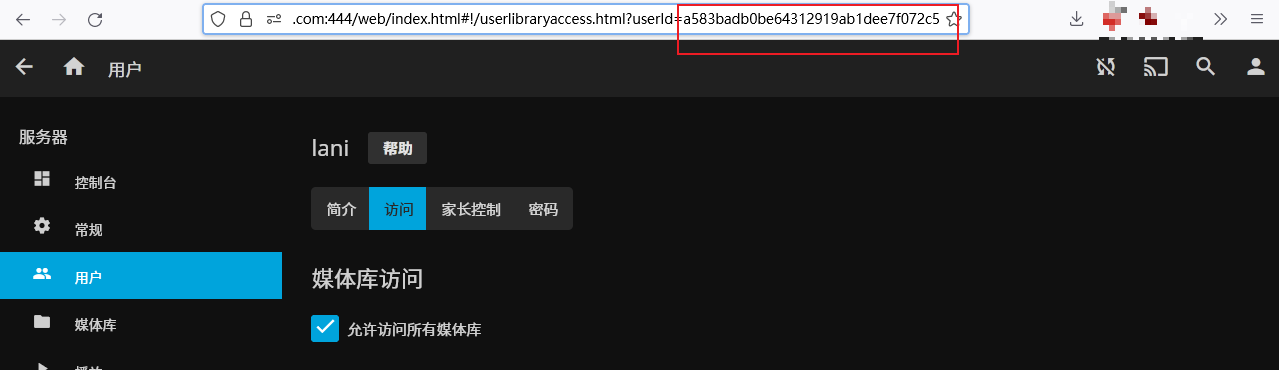 .com:444/web/index.html#!/userlibraryaccess.html?userId=a583badb0be64312919ab1dee7f072c5
用户
服务器
控制台
常规
用户
媒体库
播放
lani 帮助
简介 访问 家长控制 密码
媒体库访问
允许访问所有媒体库